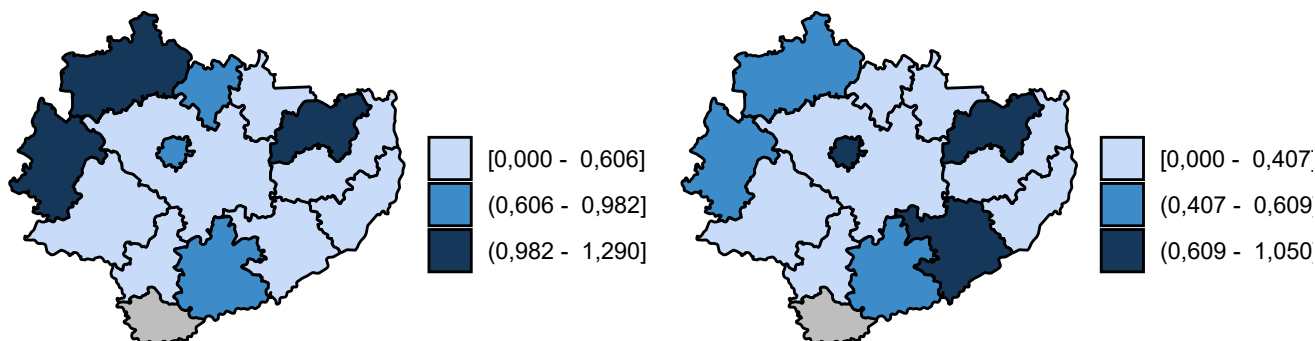 [0,000 - 0,606]
(0,606 - 0,982]
(0,982 - 1,290]
[0,000 - 0,407]
(0,407 - 0,609
(0,609 - 1,050